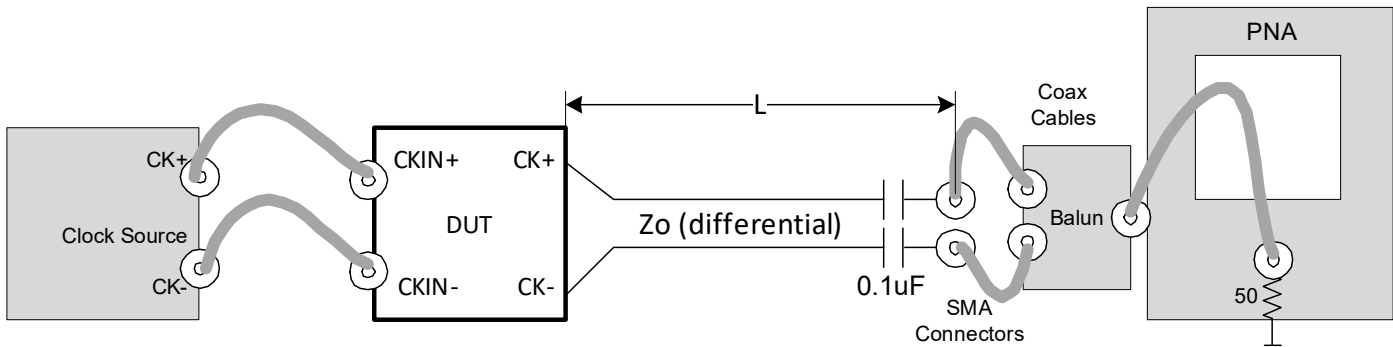 PNA
L
Coax
Cables
CK+
CKIN+
CK+
Clock Source
DUT
Zo (differential)
Balun
CK-
CKIN-
CK-
0.1uF
SMA
Connectors
50